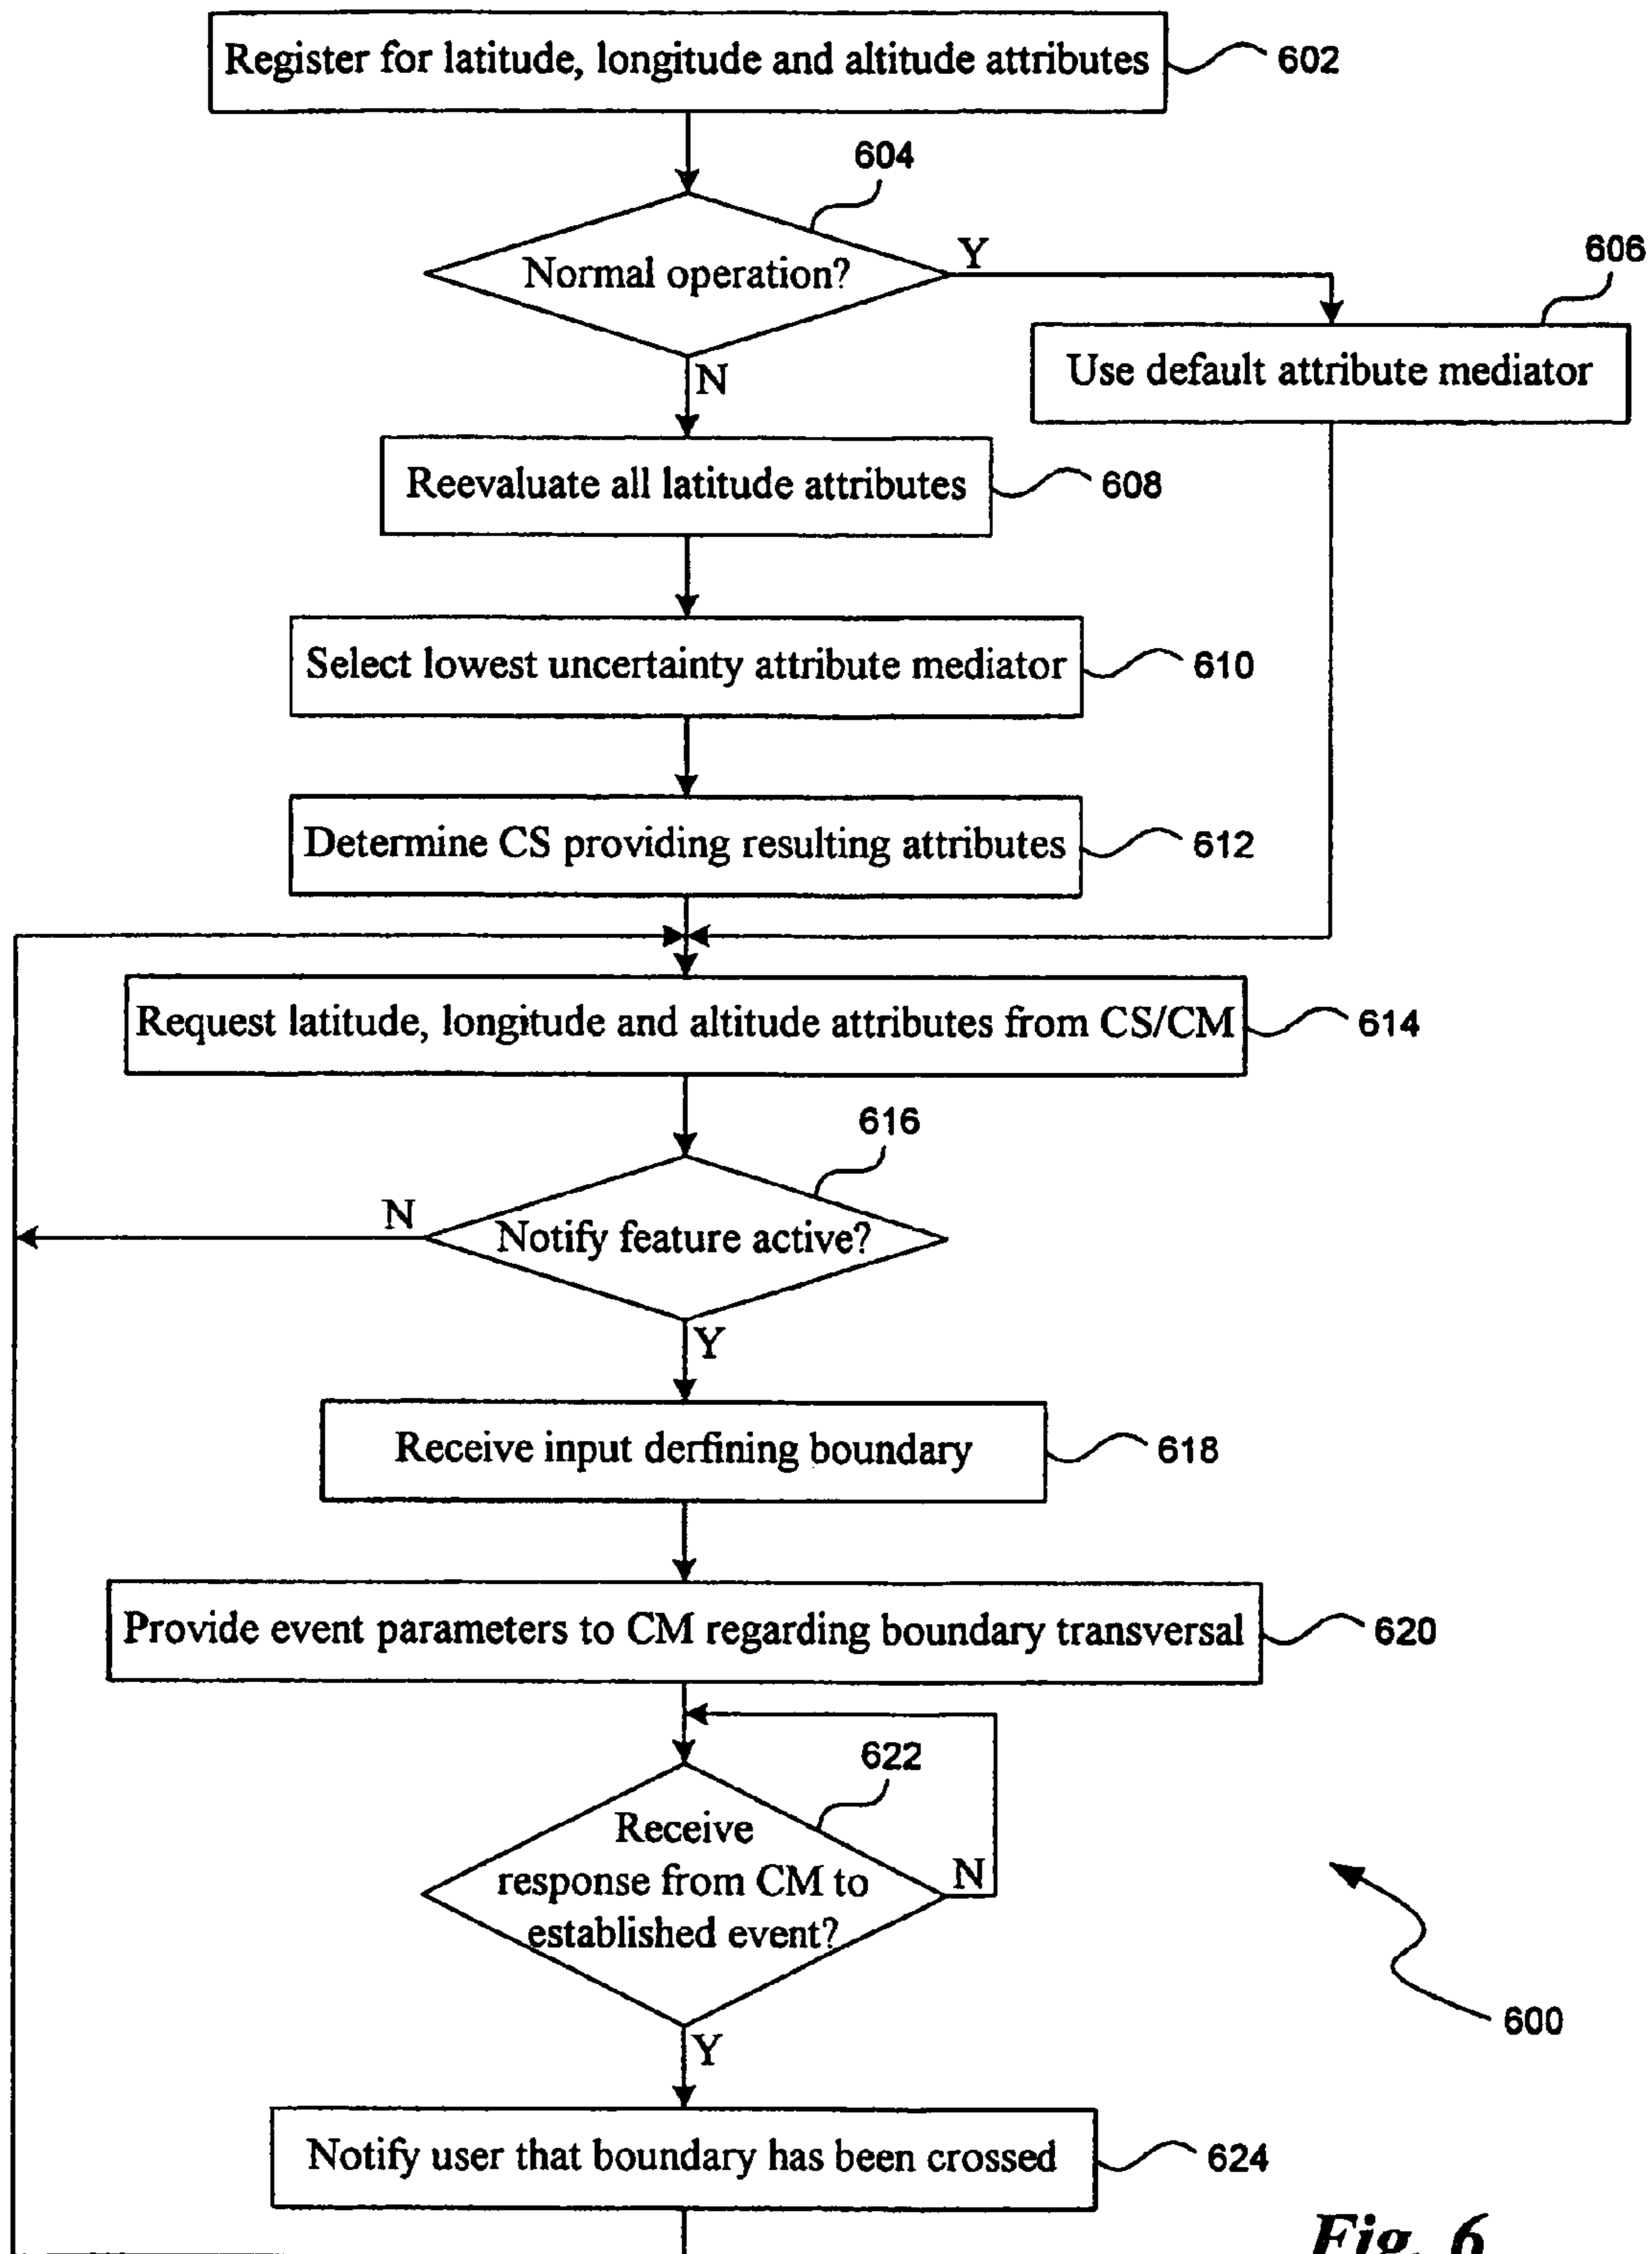 Register for latitude, longitude and altitude attributes
602
604
Normal operation?
Y
606
Use default attribute mediator
N
Reevaluate all latitude attributes
608
Select lowest uncertainty attribute mediator
610
Determine CS providing resulting attributes
612
Request latitude, longitude and altitude attributes from CS/CM
614
616
N
Notify feature active?
Y
Receive input derfining boundary
618
Provide event parameters to CM regarding boundary transversal
620
622
Receive
response from CM to
established event?
N
600
Y
Notify user that boundary has been crossed
624
Fig. 6